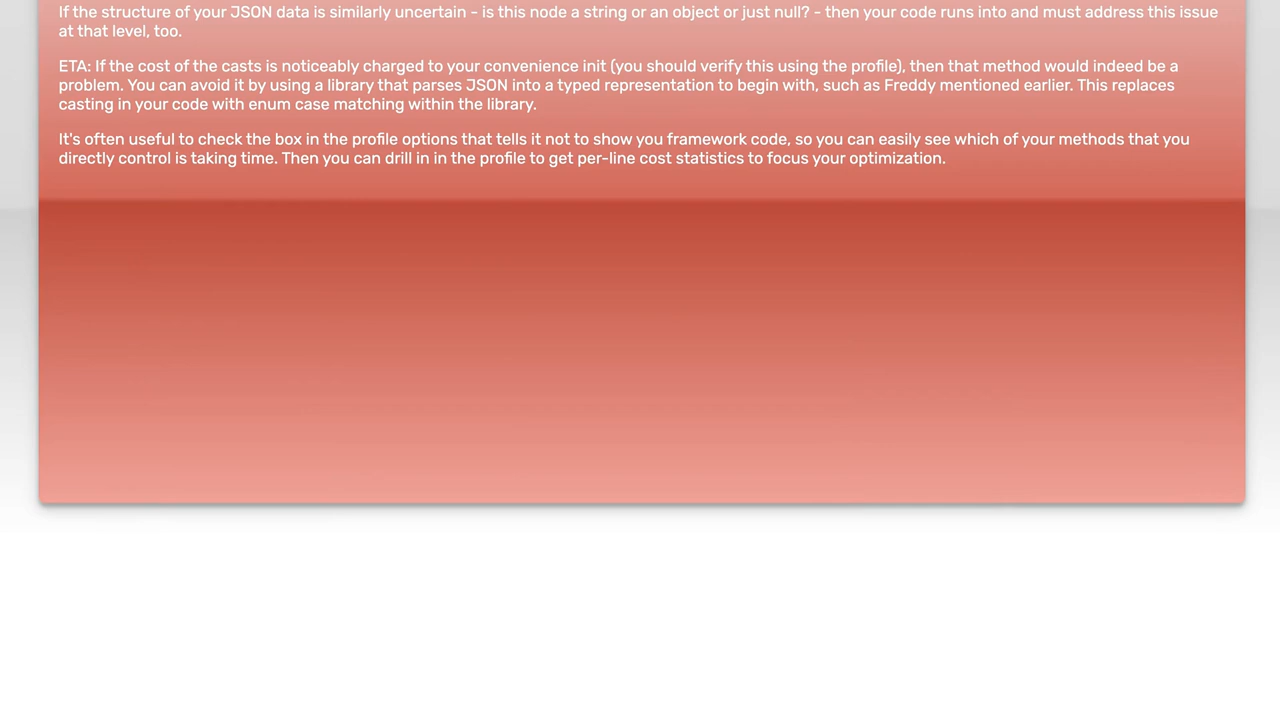 If the structure of your JSON data is similarly uncertain - is this node a string or an object or just null? - then your code runs into and must address this issue
at that level, too.
ETA: If the cost of the casts is noticeably charged to your convenience init (you should verify this using the profile), then that method would indeed be a
problem. You can avoid it by using a library that parses JSON into a typed representation to begin with, such as Freddy mentioned earlier. This replaces
casting in your code with enum case matching within the library.
It's often useful to check the box in the profile options that tells it not to show you framework code, so you can easily see which of your methods that you
directly control is taking time. Then you can drill in in the profile to get per-line cost statistics to focus your optimization.